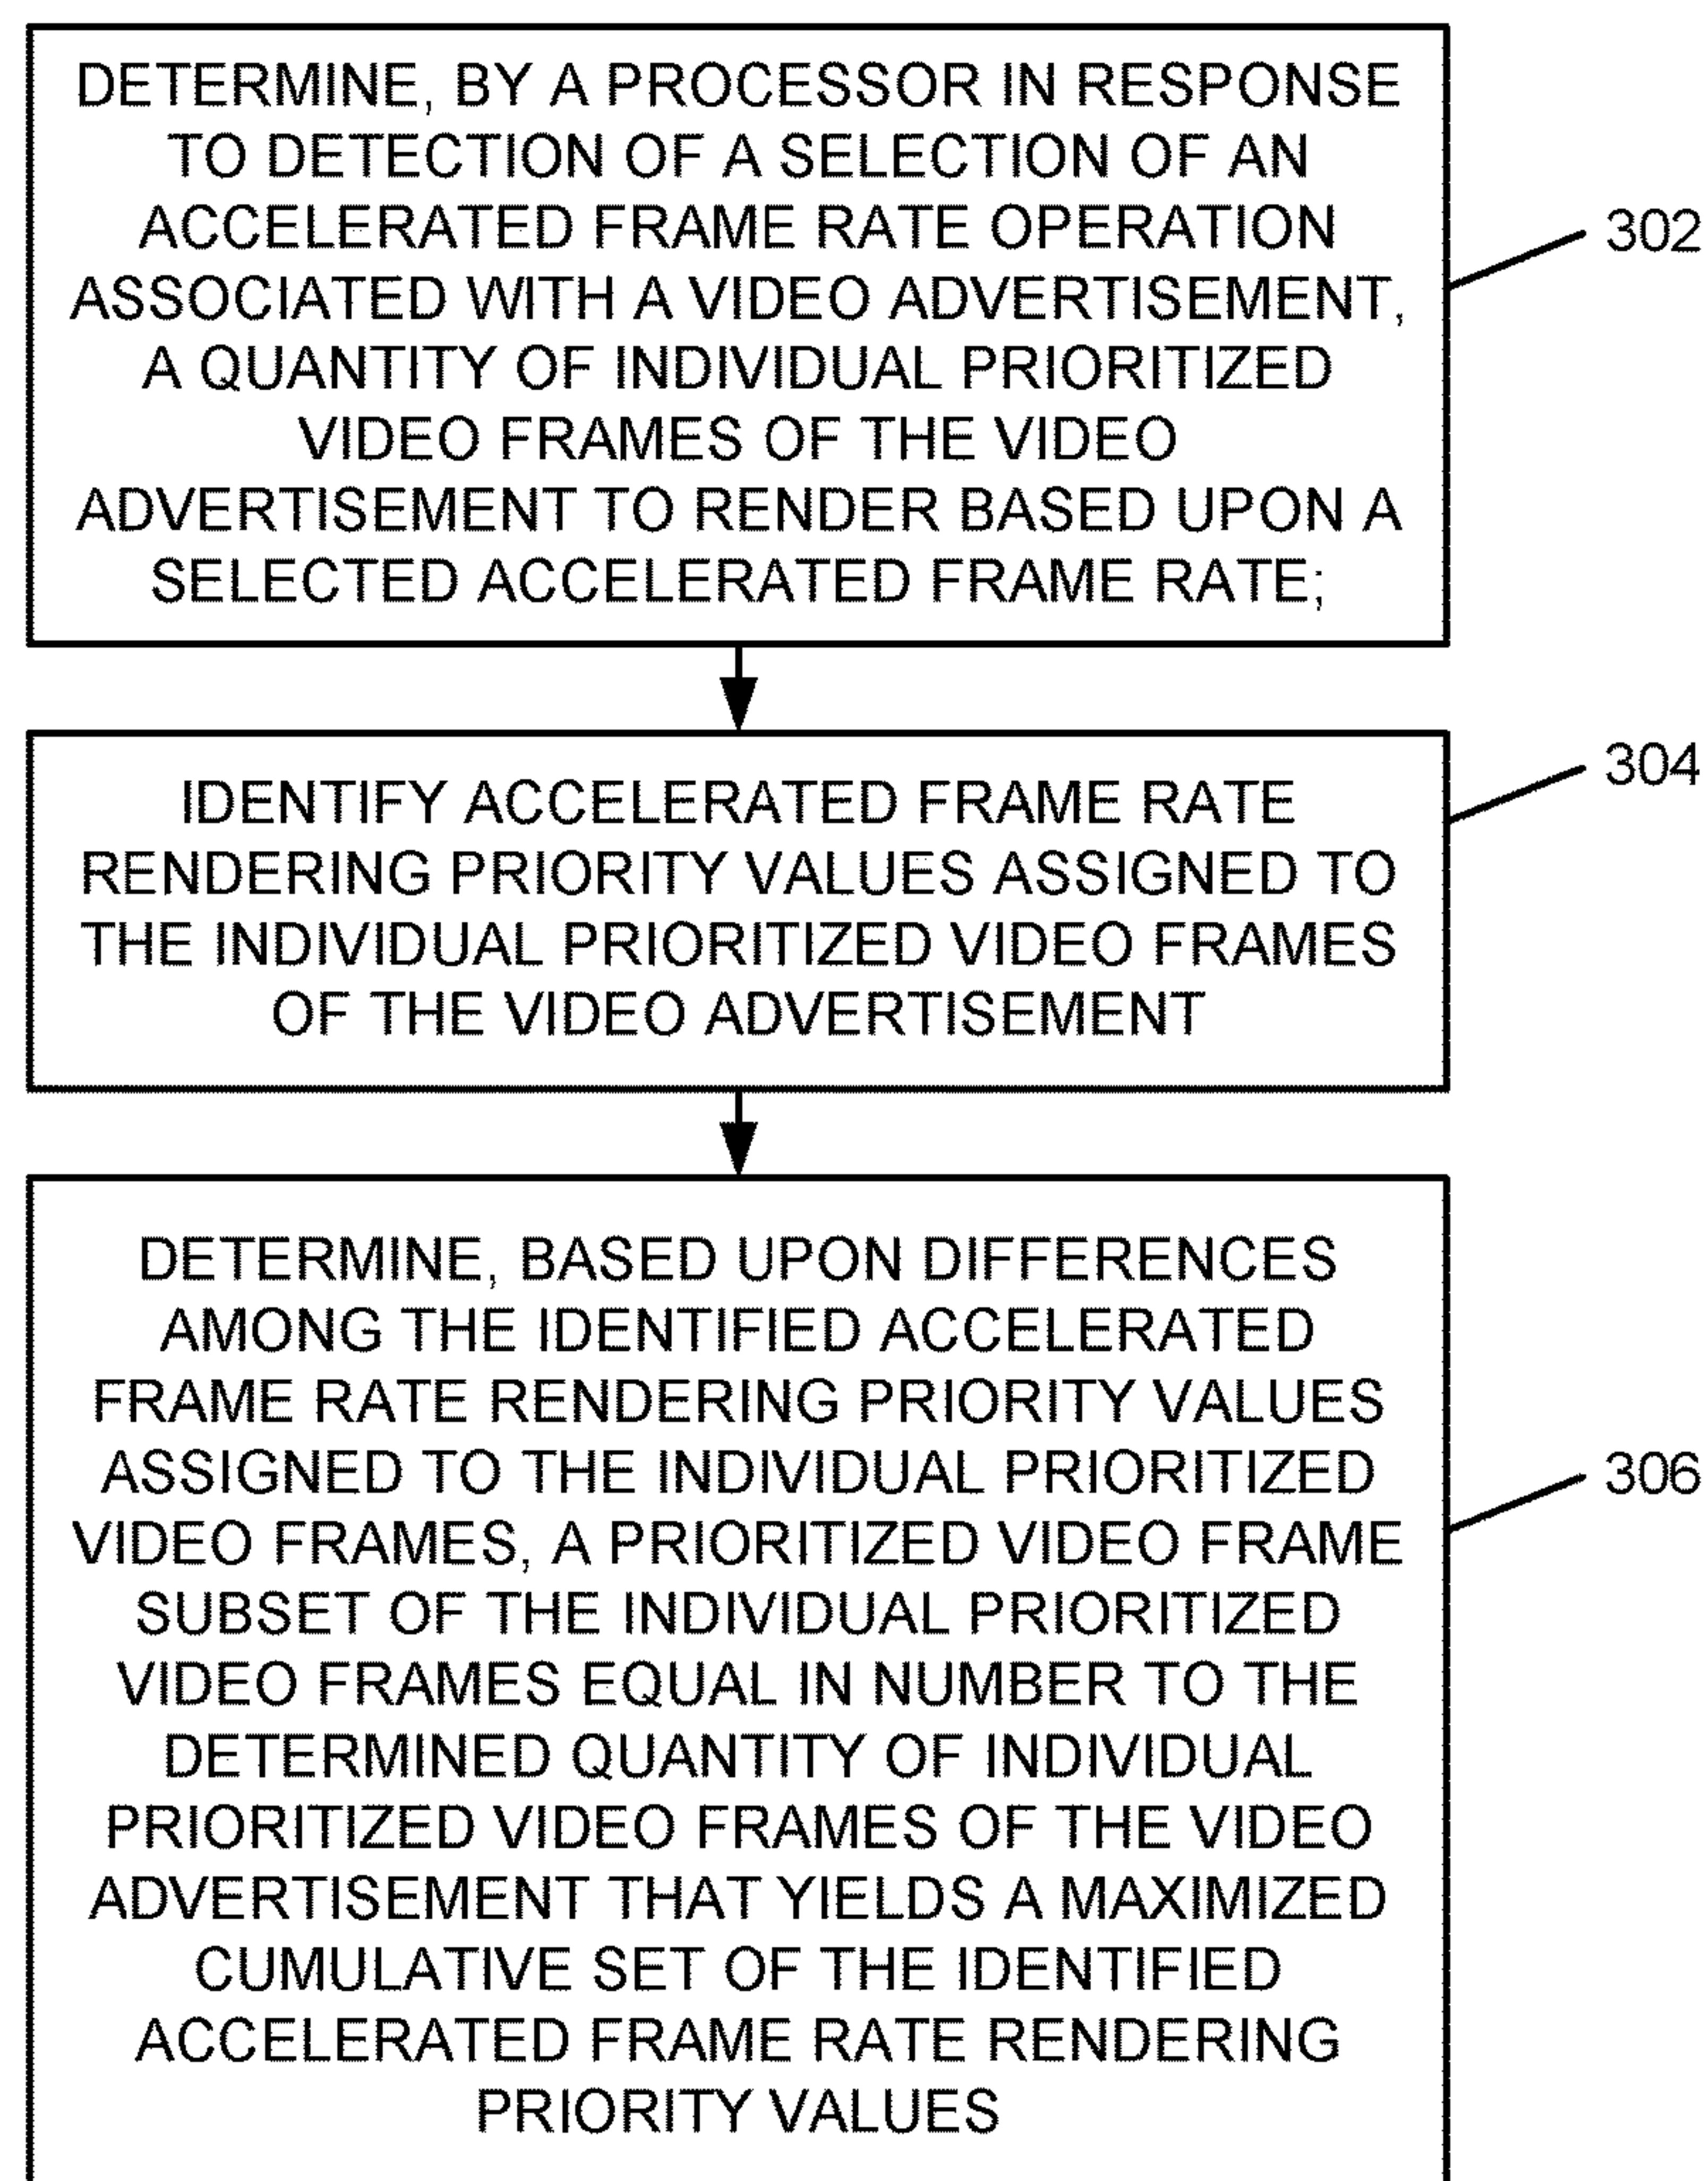 DETERMINE, BY A PROCESSOR IN RESPONSE
TO DETECTION OF A SELECTION OF AN
ACCELERATED FRAME RATE OPERATION
ASSOCIATED WITH A VIDEO ADVERTISEMENT,
A QUANTITY OF INDIVIDUAL PRIORITIZED
VIDEO FRAMES OF THE VIDEO
ADVERTISEMENT TO RENDER BASED UPON A
SELECTED ACCELERATED FRAME RATE;
302
IDENTIFY ACCELERATED FRAME RATE
RENDERING PRIORITY VALUES ASSIGNED TO
THE INDIVIDUAL PRIORITIZED VIDEO FRAMES
OF THE VIDEO ADVERTISEMENT
304
DETERMINE, BASED UPON DIFFERENCES
AMONG THE IDENTIFIED ACCELERATED
FRAME RATE RENDERING PRIORITY VALUES
ASSIGNED TO THE INDIVIDUAL PRIORITIZED
VIDEO FRAMES, A PRIORITIZED VIDEO FRAME
SUBSET OF THE INDIVIDUAL PRIORITIZED
VIDEO FRAMES EQUAL IN NUMBER TO THE
DETERMINED QUANTITY OF INDIVIDUAL
PRIORITIZED VIDEO FRAMES OF THE VIDEO
ADVERTISEMENT THAT YIELDS A MAXIMIZED
CUMULATIVE SET OF THE IDENTIFIED
ACCELERATED FRAME RATE RENDERING
PRIORITY VALUES
306